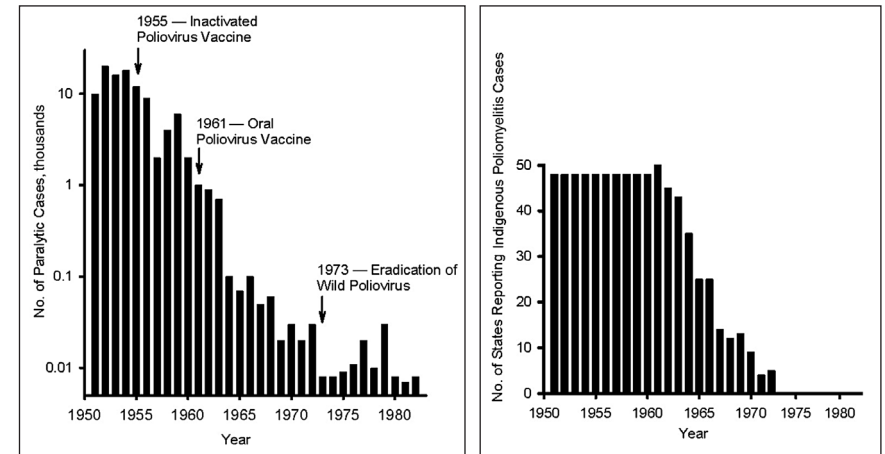 1955 — Inactivated
Poliovirus Vaccine
1961 — Oral
Poliovirus Vaccine
1973 — Eradication of
Wild Poliovirus
No. of Paralytic Cases, thousands
10
1
0.1
0.01
1950 1955 1960 1965 1970 1975 1980
Year
No. of States Reporting Indigenous Poliomyelitis Cases
50
40
30
20
10
0
1950 1955 1960 1965 1970 1975 1980
Year